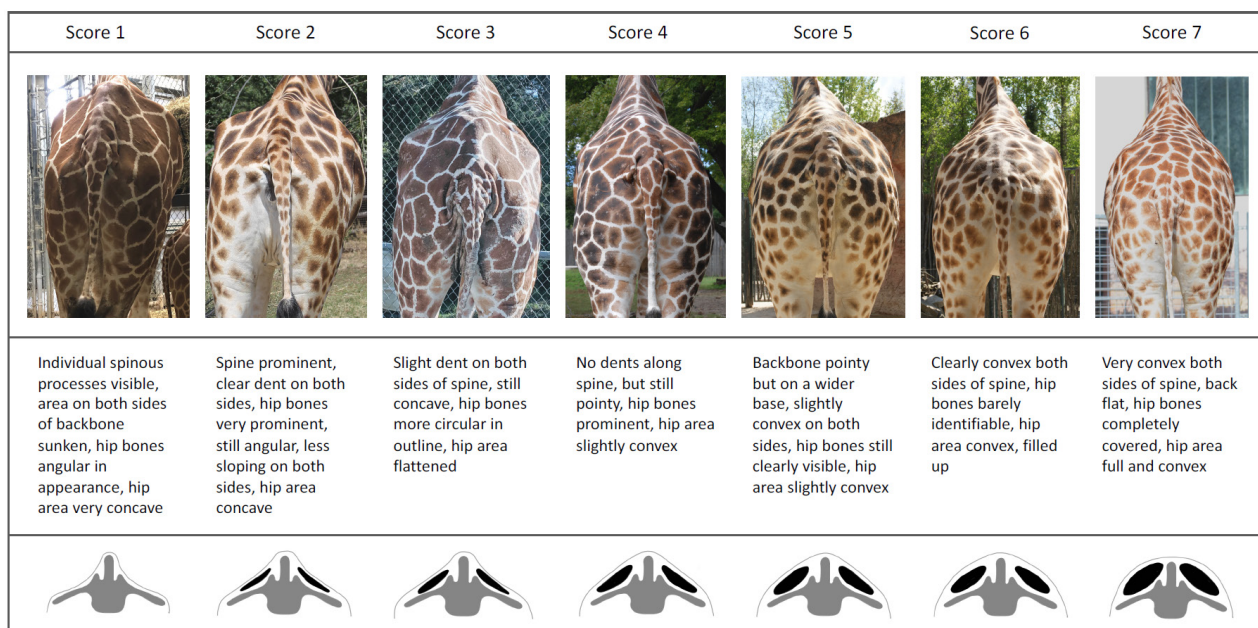 Score 1
Score 2
Score 3
Score 4
Score 5
Score 6
Score 7
Individual spinous
processes visible,
area on both sides
of backbone
sunken, hip bones
angular in
appearance, hip
area very concave
Spine prominent,
clear dent on both
sides, hip bones
very prominent,
still angular, less
sloping on both
sides, hip area
concave
Slight dent on both
sides of spine, still
concave, hip bones
more circular in
outline, hip area
flattened
No dents along
spine, but still
pointy, hip bones
prominent, hip area
slightly convex
Backbone pointy
but on a wider
base, slightly
convex on both
sides, hip bones still
clearly visible, hip
area slightly convex
Clearly convex both
sides of spine, hip
bones barely
identifiable, hip
area convex, filled
up
Very convex both
sides of spine, back
flat, hip bones
completely
covered, hip area
full and convex